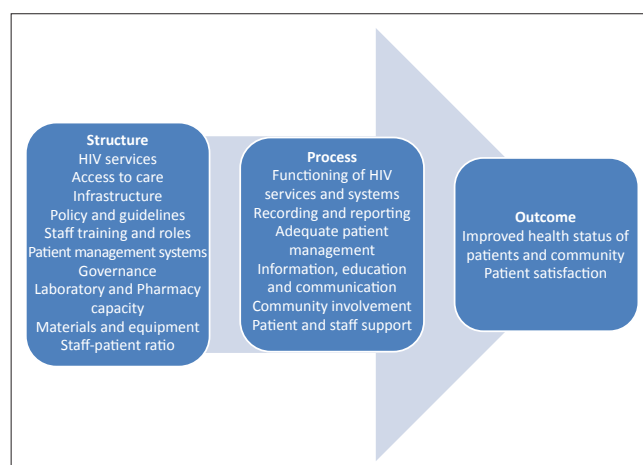 Structure
HIV services
Access to care
Infrastructure
Policy and guidelines
Staff training and roles
Patient management systems
Governance
Laboratory and Pharmacy
capacity
Materials and equipment
Staff-patient ratio
Process
Functioning of HIV
services and systems
Recording and reporting
Adequate patient
management
Information, education
and communication
Community involvement
Patient and staff support
Outcome
Improved health status of
patients and community
Patient satisfaction